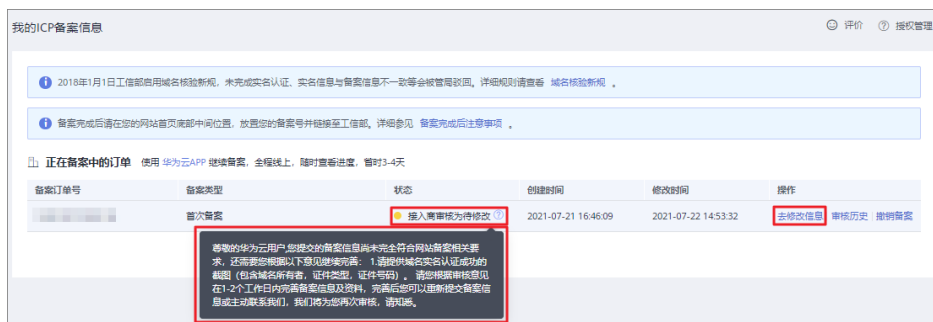 我的ICP备案信息
评价 授权管理
2018年1月1日工信部启用域名核验新规，未完成实名认证、实名信息与备案信息不一致等会被管局驳回。详细规则请查看 域名核验新规 。
备案完成后请在您的网站首页底部中间位置，放置您的备案号并链接至工信部。详细参见 备案完成后注意事项 。
正在备案中的订单 使用 华为云APP 继续备案，全程线上，随时查看进度，暂时3-4天
备案订单号 备案类型 状态 创建时间 修改时间 操作
首次备案 接入商审核为待修改 2021-07-21 16:46:09 2021-07-22 14:53:32 去修改信息 审核历史 撤销备案
尊敬的华为云用户,您提交的备案信息尚未完全符合网站备案相关要
求，还需要您根据以下意见继续完善： 1.请提供域名实名认证成功的
截图（包含域名所有者，证件类型，证件号码）。 请您根据审核意见
在1-2个工作日内完善备案信息及资料，完善后您可以重新提交备案信
息或主动联系我们，我们将为您再次审核，请知悉。